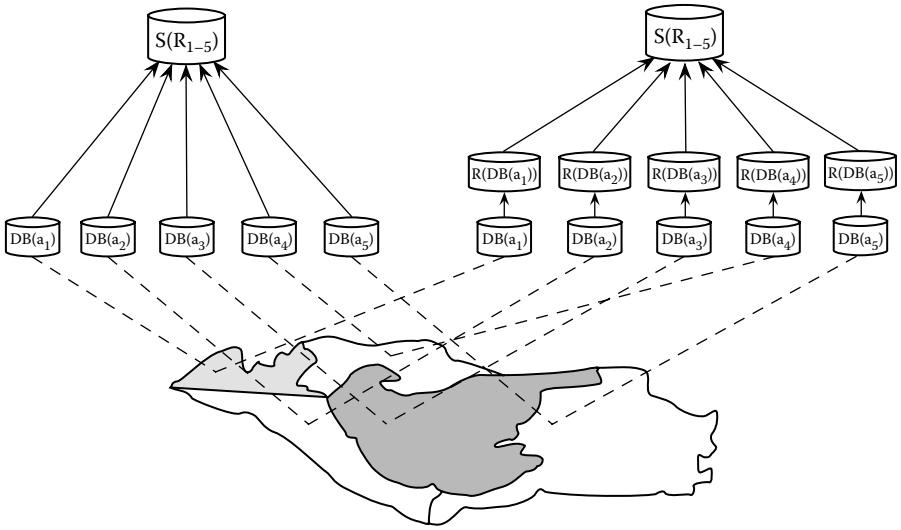 S(R₁₋₅) S(R₁₋₅)
R(DB(a₁)) R(DB(a₂)) R(DB(a₃)) R(DB(a₄)) R(DB(a₅))
DB(a₁) DB(a₂) DB(a₃) DB(a₄) DB(a₅) DB(a₁) DB(a₂) DB(a₃) DB(a₄) DB(a₅)